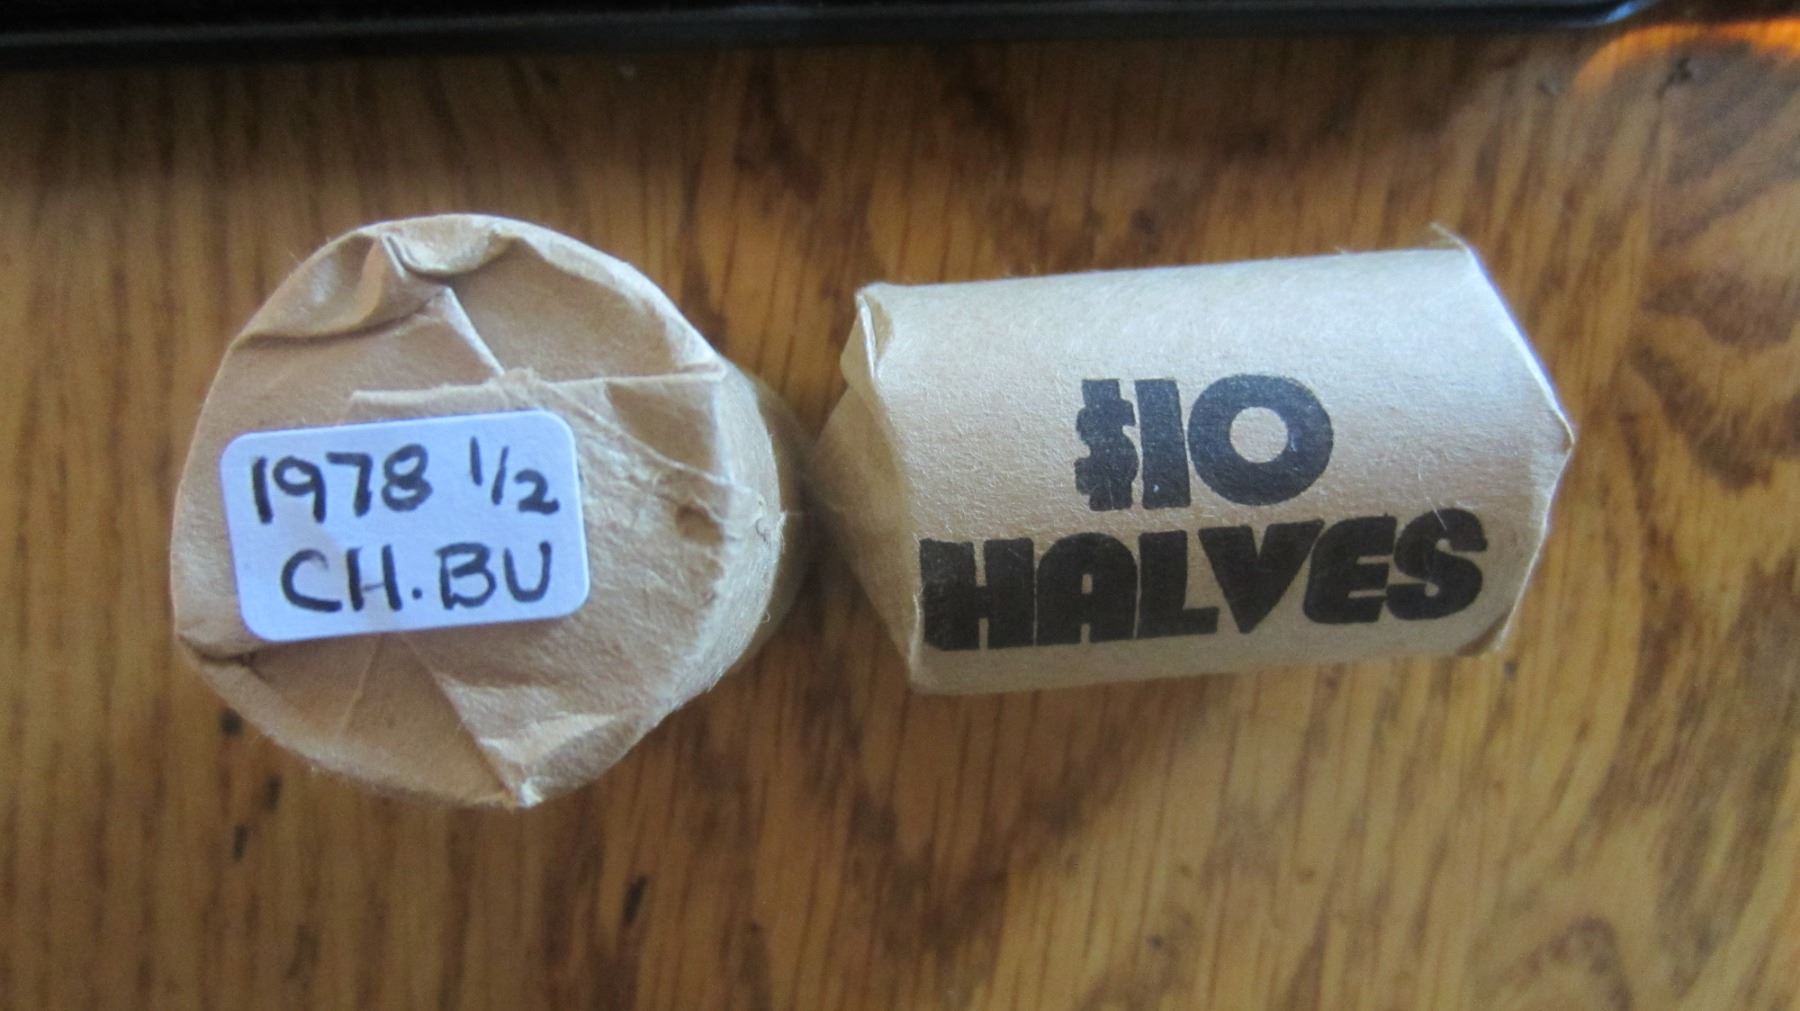 1978 1/2
CH. BU
$10
HALVES